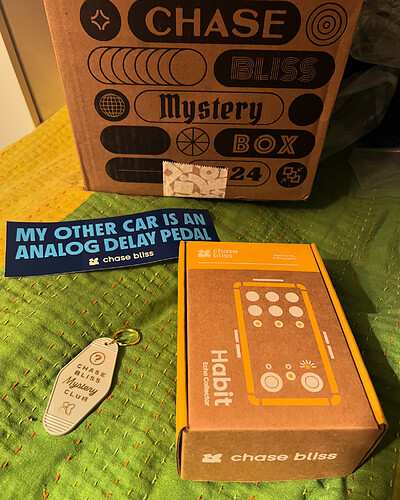 CHASE
BLISS
Mystery
BOX
24
MY OTHER CAR IS AN
ANALOG DELAY PEDAL
chase bliss
chase
bliss
Habit
Echo Collector
?
CHASE
BLISS
Mystery
CLUB
chase bliss